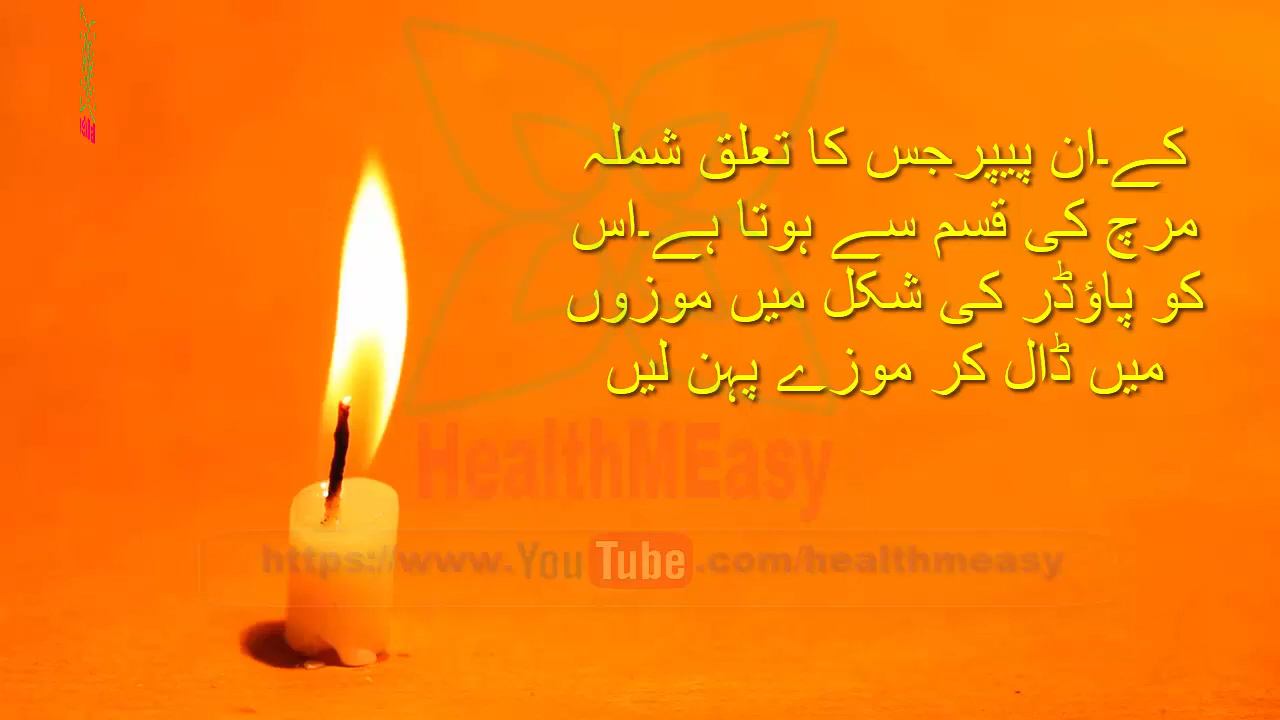 کے۔ان پیپرجس کا تعلق شملہ
مرچ کی قسم سے ہوتا ہے۔اس
کو پاؤڈر کی شکل میں موزوں
میں ڈال کر موزے پہن لیں
HealthMEasy
https://www.YouTube.com/healthmeasy